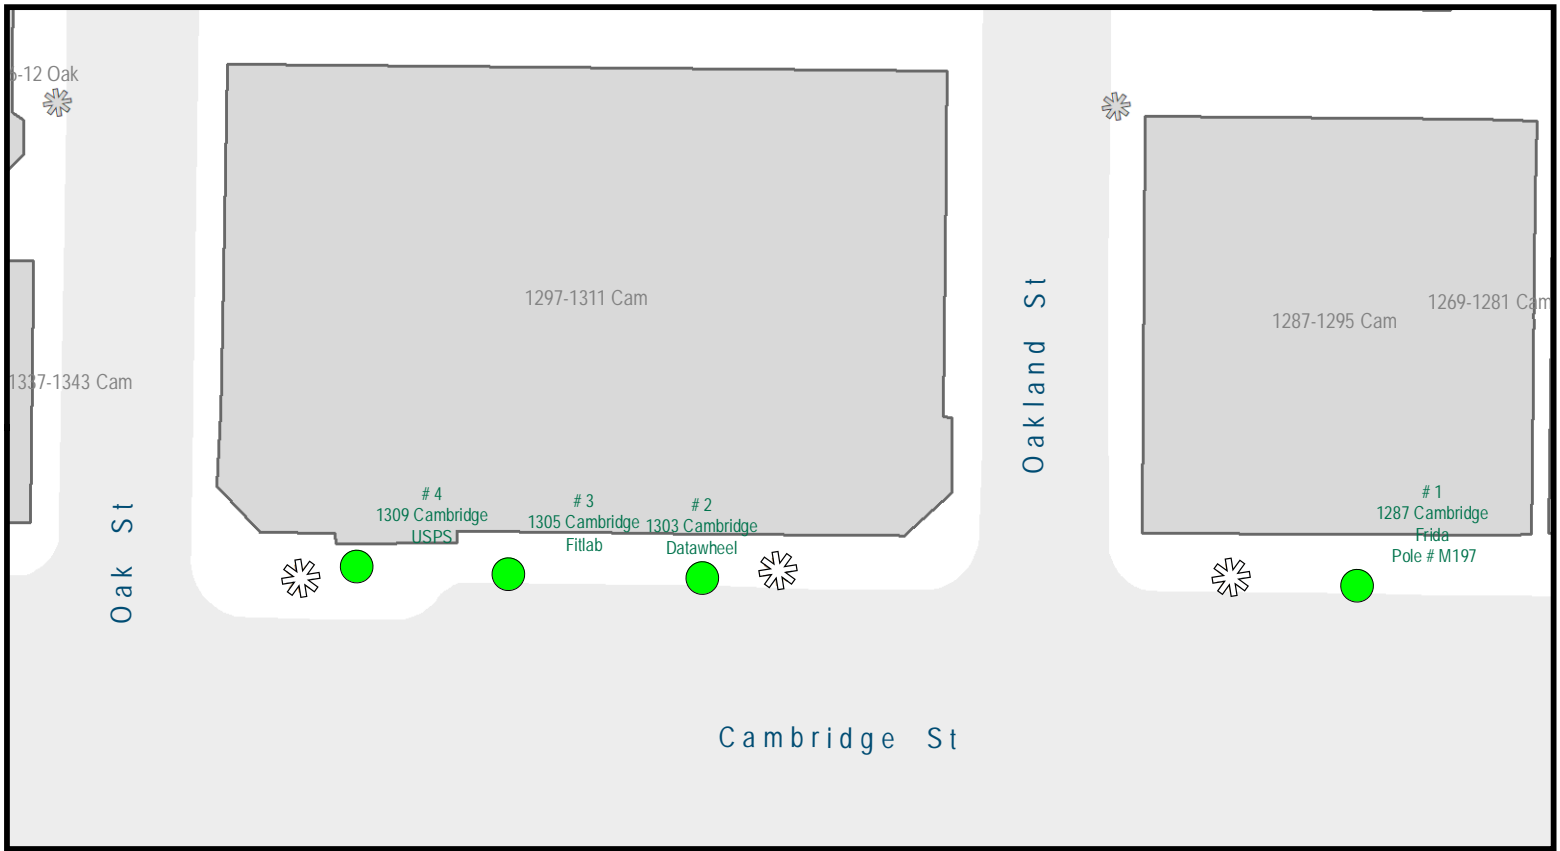 -12 Oak
1297-1311 Cam
1269-1281 Cam
1287-1295 Cam
1337-1343 Cam
Oakland St
Oak St
# 4
1309 Cambridge
USPS
# 3
1305 Cambridge
Fitlab
# 2
1303 Cambridge
Datawheel
# 1
1287 Cambridge
Frida
Pole # M197
Cambridge St